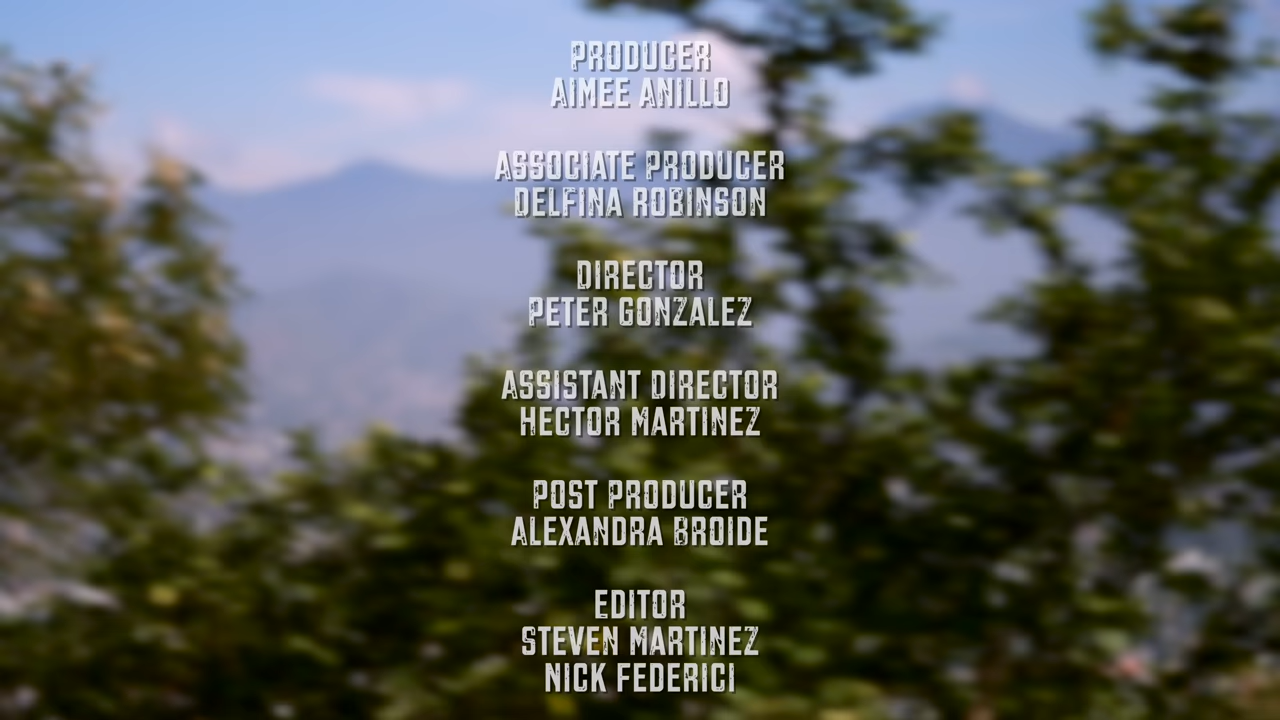 PRODUCER
AIMEE ANILLO
ASSOCIATE PRODUCER
DELFINA ROBINSON
DIRECTOR
PETER GONZALEZ
ASSISTANT DIRECTOR
HECTOR MARTINEZ
POST PRODUCER
ALEXANDRA BROIDE
EDITOR
STEVEN MARTINEZ
NICK FEDERICI